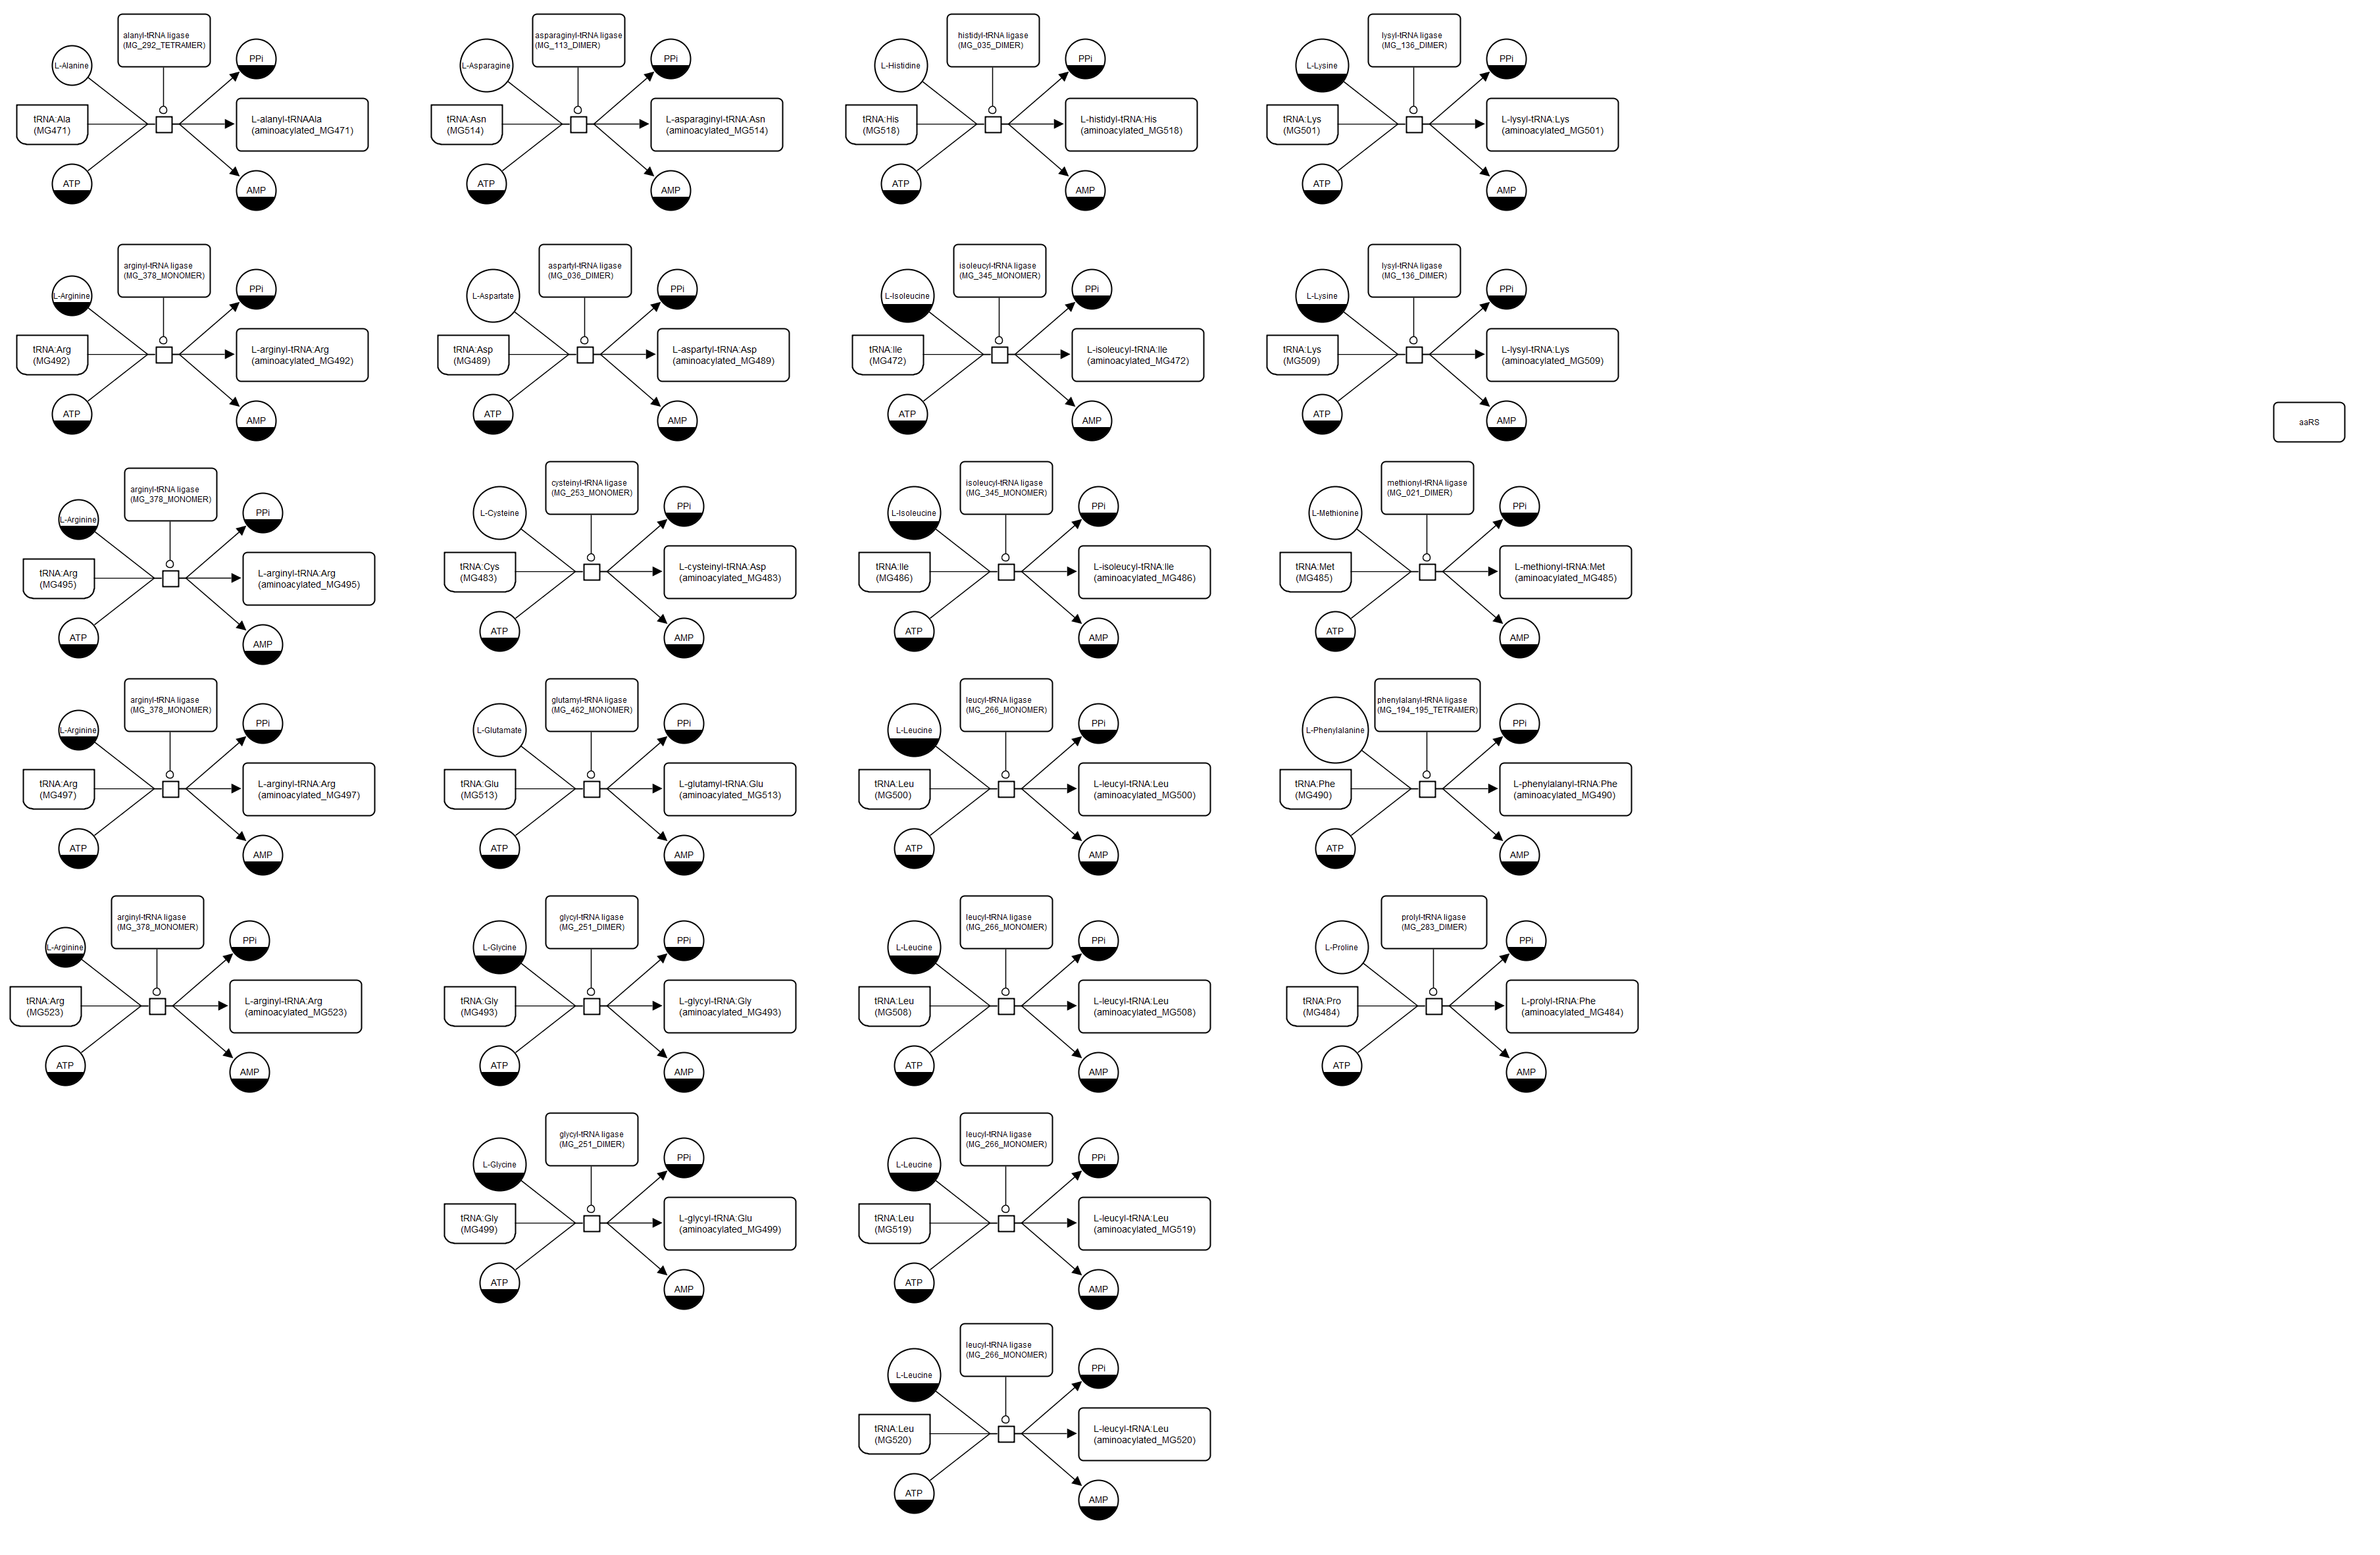 alanyl-tRNA ligase
(MG_292_TETRAMER)
L-Alanine
PPi
tRNA:Ala
(MG471)
L-alanyl-tRNAAla
(aminoacylated_MG471)
ATP
AMP
asparaginyl-tRNA ligase
(MG_113_DIMER)
L-Asparagine
PPi
tRNA:Asn
(MG514)
L-asparaginyl-tRNA:Asn
(aminoacylated_MG514)
ATP
AMP
histidyl-tRNA ligase
(MG_035_DIMER)
L-Histidine
PPi
tRNA:His
(MG518)
L-histidyl-tRNA:His
(aminoacylated_MG518)
ATP
AMP
lysyl-tRNA ligase
(MG_136_DIMER)
L-Lysine
PPi
tRNA:Lys
(MG501)
L-lysyl-tRNA:Lys
(aminoacylated_MG501)
ATP
AMP
arginyl-tRNA ligase
(MG_378_MONOMER)
L-Arginine
PPi
tRNA:Arg
(MG492)
L-arginyl-tRNA:Arg
(aminoacylated_MG492)
ATP
AMP
aspartyl-tRNA ligase
(MG_036_DIMER)
L-Aspartate
PPi
tRNA:Asp
(MG489)
L-aspartyl-tRNA:Asp
(aminoacylated_MG489)
ATP
AMP
isoleucyl-tRNA ligase
(MG_345_MONOMER)
L-Isoleucine
PPi
tRNA:Ile
(MG472)
L-isoleucyl-tRNA:Ile
(aminoacylated_MG472)
ATP
AMP
lysyl-tRNA ligase
(MG_136_DIMER)
L-Lysine
PPi
tRNA:Lys
(MG509)
L-lysyl-tRNA:Lys
(aminoacylated_MG509)
ATP
AMP
aaRS
arginyl-tRNA ligase
(MG_378_MONOMER)
L-Arginine
PPi
tRNA:Arg
(MG495)
L-arginyl-tRNA:Arg
(aminoacylated_MG495)
ATP
AMP
cysteinyl-tRNA ligase
(MG_253_MONOMER)
L-Cysteine
PPi
tRNA:Cys
(MG483)
L-cysteinyl-tRNA:Asp
(aminoacylated_MG483)
ATP
AMP
isoleucyl-tRNA ligase
(MG_345_MONOMER)
L-Isoleucine
PPi
tRNA:Ile
(MG486)
L-isoleucyl-tRNA:Ile
(aminoacylated_MG486)
ATP
AMP
methionyl-tRNA ligase
(MG_021_DIMER)
L-Methionine
PPi
tRNA:Met
(MG485)
L-methionyl-tRNA:Met
(aminoacylated_MG485)
ATP
AMP
arginyl-tRNA ligase
(MG_378_MONOMER)
L-Arginine
PPi
tRNA:Arg
(MG497)
L-arginyl-tRNA:Arg
(aminoacylated_MG497)
ATP
AMP
glutamyl-tRNA ligase
(MG_462_MONOMER)
L-Glutamate
PPi
tRNA:Glu
(MG513)
L-glutamyl-tRNA:Glu
(aminoacylated_MG513)
ATP
AMP
leucyl-tRNA ligase
(MG_266_MONOMER)
L-Leucine
PPi
tRNA:Leu
(MG500)
L-leucyl-tRNA:Leu
(aminoacylated_MG500)
ATP
AMP
phenylalanyl-tRNA ligase
(MG_194_195_TETRAMER)
L-Phenylalanine
PPi
tRNA:Phe
(MG490)
L-phenylalanyl-tRNA:Phe
(aminoacylated_MG490)
ATP
AMP
arginyl-tRNA ligase
(MG_378_MONOMER)
L-Arginine
PPi
tRNA:Arg
(MG523)
L-arginyl-tRNA:Arg
(aminoacylated_MG523)
ATP
AMP
glycyl-tRNA ligase
(MG_251_DIMER)
L-Glycine
PPi
tRNA:Gly
(MG493)
L-glycyl-tRNA:Gly
(aminoacylated_MG493)
ATP
AMP
leucyl-tRNA ligase
(MG_266_MONOMER)
L-Leucine
PPi
tRNA:Leu
(MG508)
L-leucyl-tRNA:Leu
(aminoacylated_MG508)
ATP
AMP
prolyl-tRNA ligase
(MG_283_DIMER)
L-Proline
PPi
tRNA:Pro
(MG484)
L-prolyl-tRNA:Phe
(aminoacylated_MG484)
ATP
AMP
glycyl-tRNA ligase
(MG_251_DIMER)
L-Glycine
PPi
tRNA:Gly
(MG499)
L-glycyl-tRNA:Glu
(aminoacylated_MG499)
ATP
AMP
leucyl-tRNA ligase
(MG_266_MONOMER)
L-Leucine
PPi
tRNA:Leu
(MG519)
L-leucyl-tRNA:Leu
(aminoacylated_MG519)
ATP
AMP
leucyl-tRNA ligase
(MG_266_MONOMER)
L-Leucine
PPi
tRNA:Leu
(MG520)
L-leucyl-tRNA:Leu
(aminoacylated_MG520)
ATP
AMP